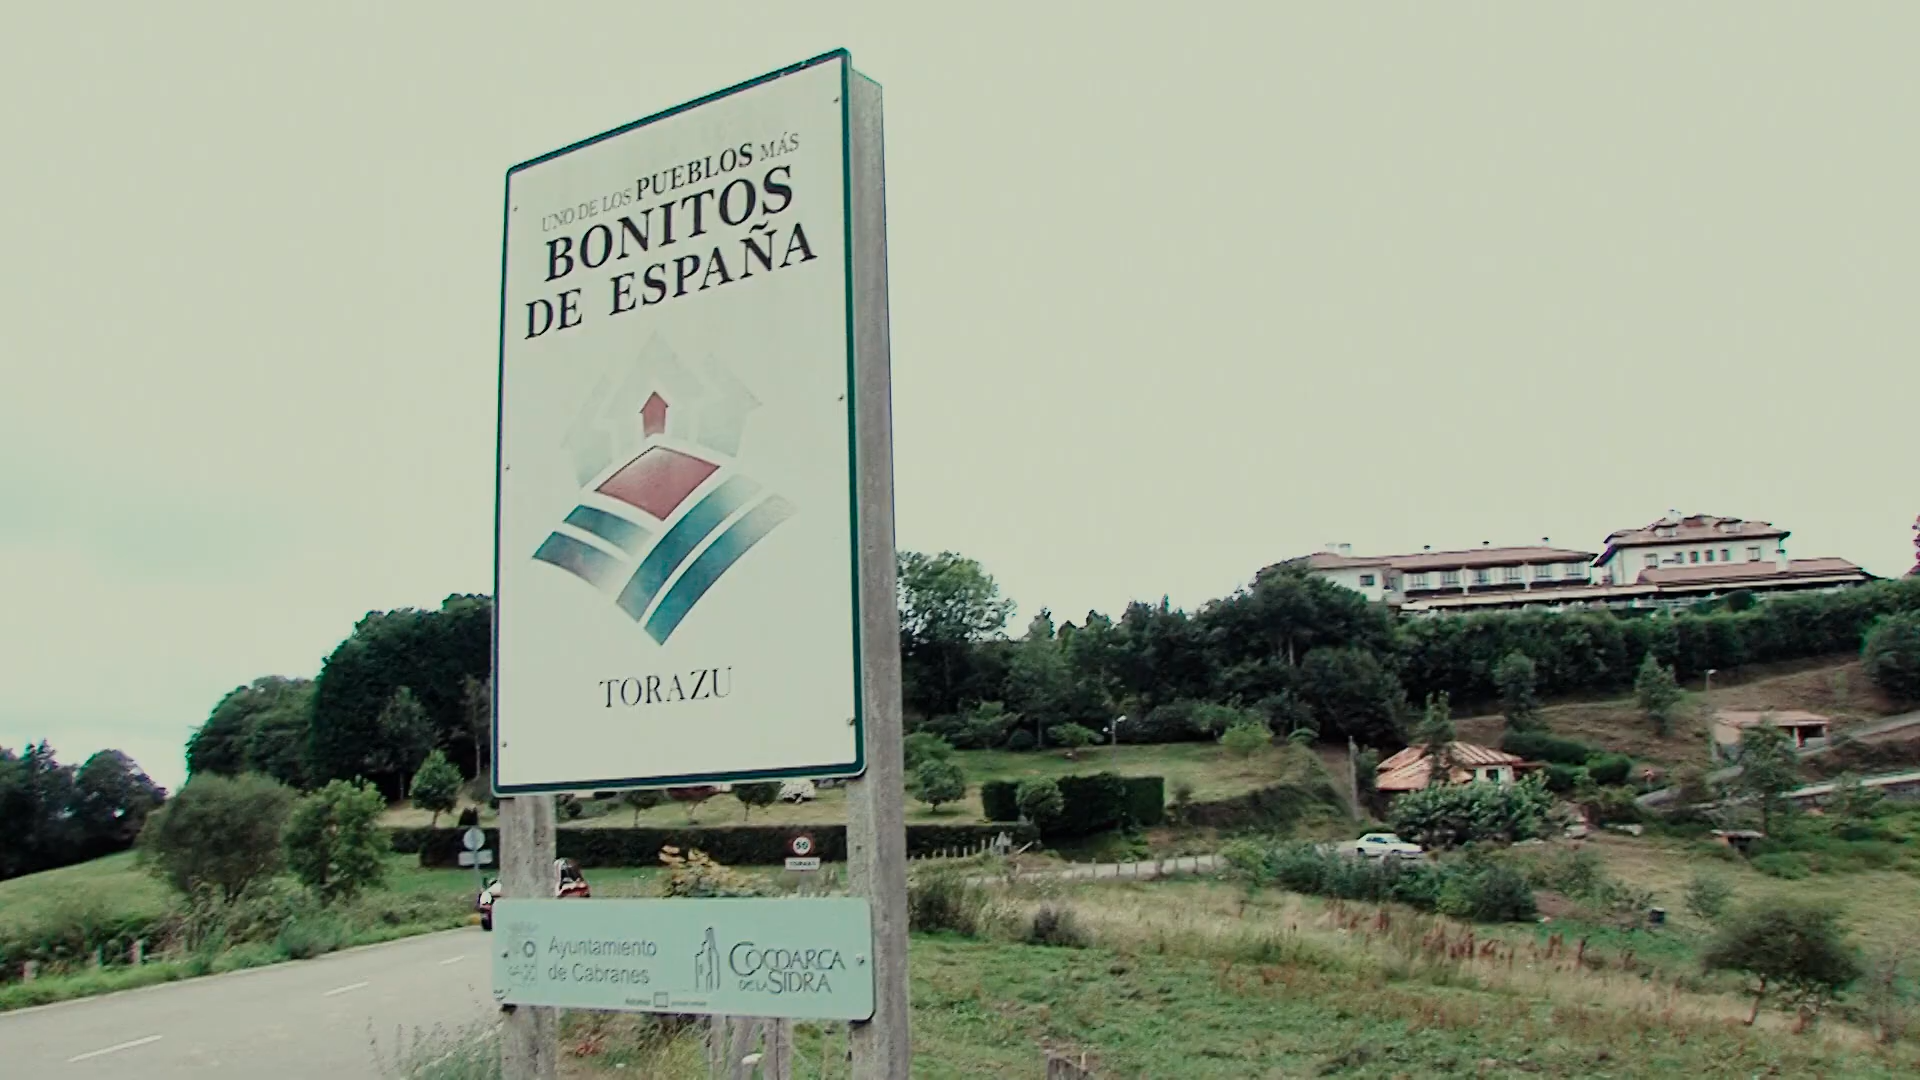 UNO DE LOS PUEBLOS MÁS
BONITOS
DE ESPAÑA
TORAZU
50
Ayuntamiento
de Cabranes
COMARCA
DE LA SIDRA